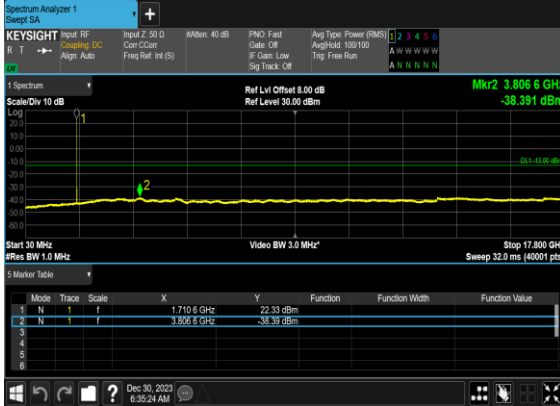 Spectrum Analyzer 1
Swept SA
+
KEYSIGHT
R T
LXI
Input: RF
Coupling: DC
Align: Auto
Input Z: 50 Ω
Corr CCorr
Freq Ref: Int (S)
#Atten: 40 dB
PNO: Fast
Gate: Off
IF Gain: Low
Sig Track: Off
Avg Type: Power (RMS)
Avg|Hold: 100/100
Trig: Free Run
1 2 3 4 5 6
A W W W W W
A N N N N N
1 Spectrum
Scale/Div 10 dB
Ref Lvl Offset 8.00 dB
Ref Level 30.00 dBm
Mkr2 3.806 6 GHz
-38.391 dBm
Log
20.0
10.0
0.00
-10.0
-20.0
-30.0
-40.0
-50.0
-60.0
1
2
DL1 -13.00 dBm
Start 30 MHz
#Res BW 1.0 MHz
Video BW 3.0 MHz*
Stop 17.800 GHz
Sweep 32.0 ms (40001 pts)
5 Marker Table
Mode Trace Scale X Y Function Function Width Function Value
1 N 1 f 1.710 6 GHz 22.33 dBm
2 N 1 f 3.806 6 GHz -38.39 dBm
3
4
5
6
?
Dec 30, 2023
6:35:24 AM